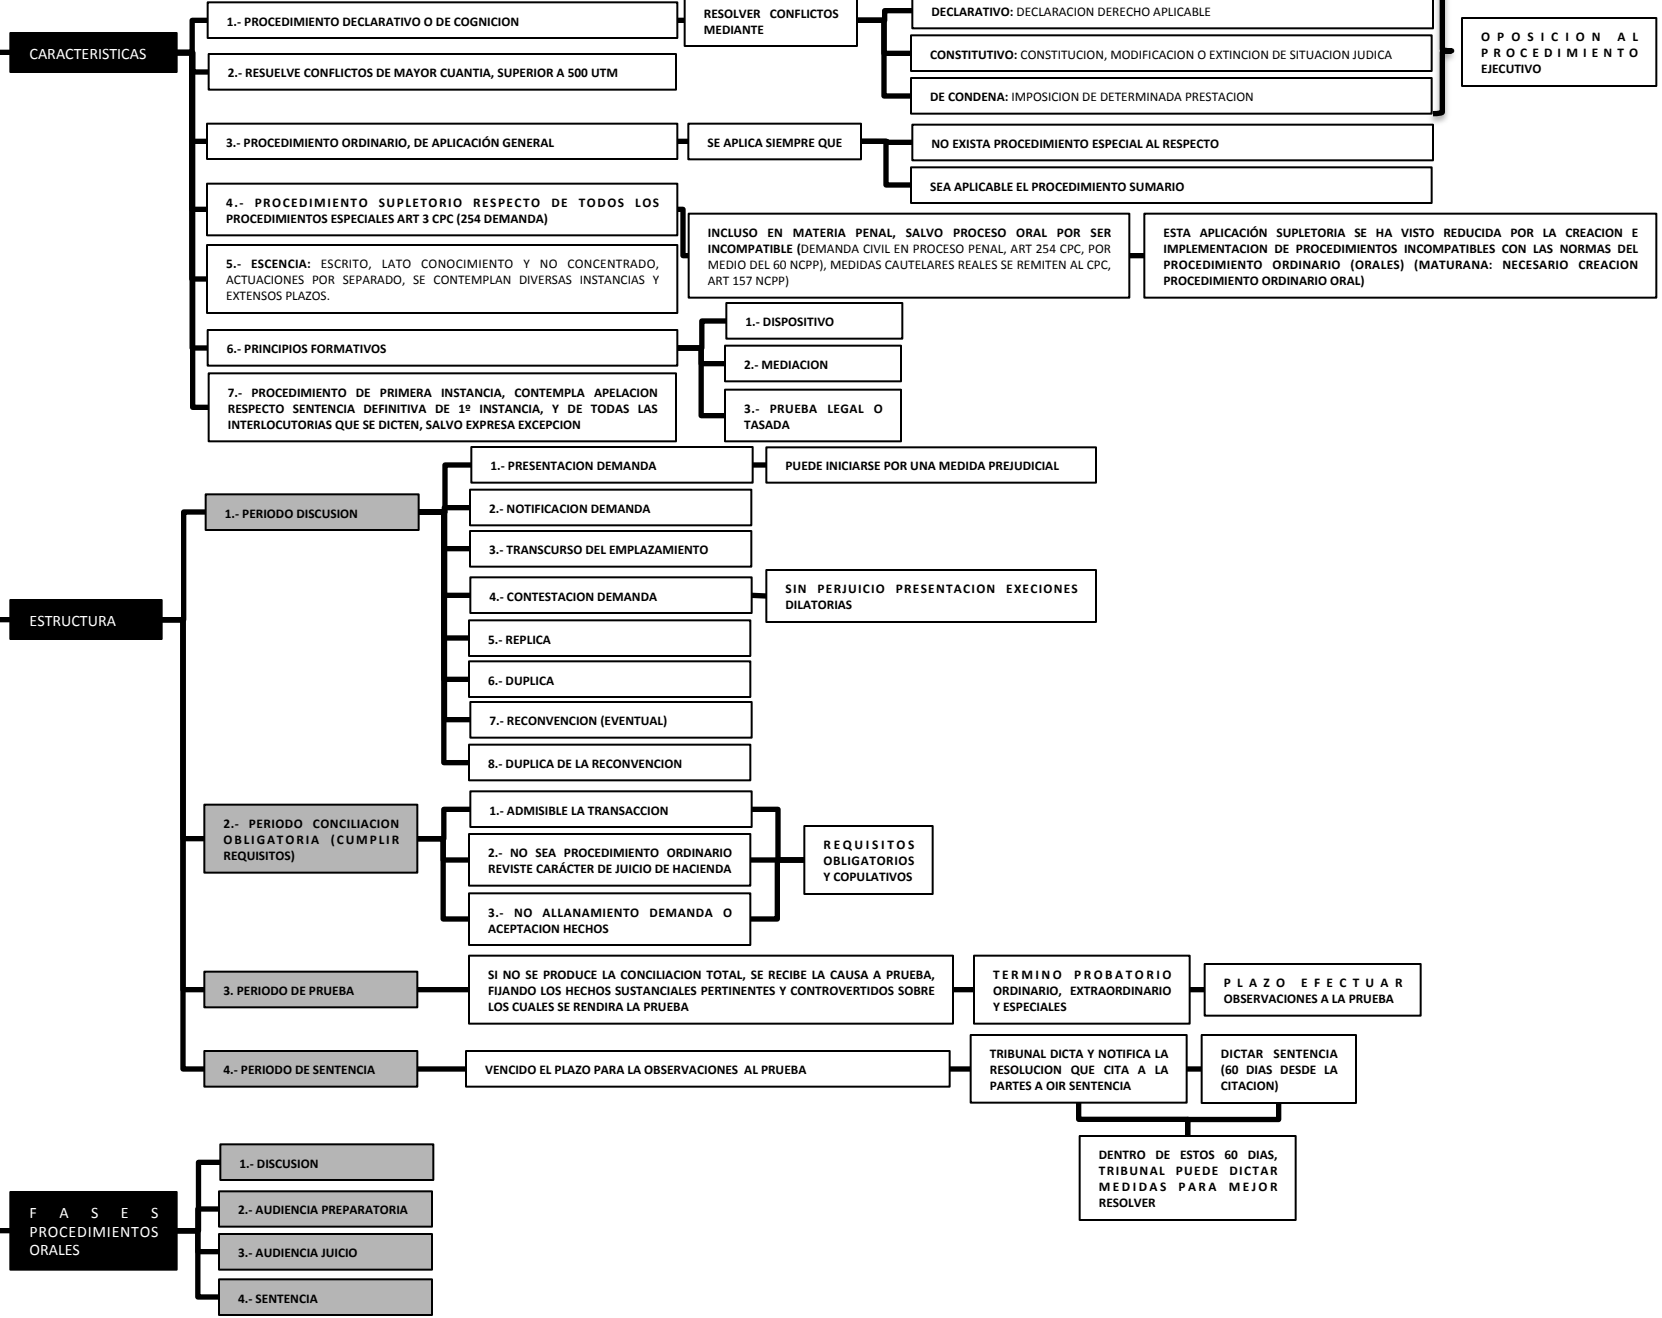 CARACTERISTICAS
1.- PROCEDIMIENTO DECLARATIVO O DE COGNICION
RESOLVER CONFLICTOS
MEDIANTE
DECLARATIVO: DECLARACION DERECHO APLICABLE
CONSTITUTIVO: CONSTITUCION, MODIFICACION O EXTINCION DE SITUACION JUDICA
DE CONDENA: IMPOSICION DE DETERMINADA PRESTACION
OPOSICION AL
PROCEDIMIENTO
EJECUTIVO
2.- RESUELVE CONFLICTOS DE MAYOR CUANTIA, SUPERIOR A 500 UTM
3.- PROCEDIMIENTO ORDINARIO, DE APLICACIÓN GENERAL
SE APLICA SIEMPRE QUE
NO EXISTA PROCEDIMIENTO ESPECIAL AL RESPECTO
SEA APLICABLE EL PROCEDIMIENTO SUMARIO
4.- PROCEDIMIENTO SUPLETORIO RESPECTO DE TODOS LOS
PROCEDIMIENTOS ESPECIALES ART 3 CPC (254 DEMANDA)
INCLUSO EN MATERIA PENAL, SALVO PROCESO ORAL POR SER
INCOMPATIBLE (DEMANDA CIVIL EN PROCESO PENAL, ART 254 CPC, POR
MEDIO DEL 60 NCPP), MEDIDAS CAUTELARES REALES SE REMITEN AL CPC,
ART 157 NCPP)
ESTA APLICACIÓN SUPLETORIA SE HA VISTO REDUCIDA POR LA CREACION E
IMPLEMENTACION DE PROCEDIMIENTOS INCOMPATIBLES CON LAS NORMAS DEL
PROCEDIMIENTO ORDINARIO (ORALES) (MATURANA: NECESARIO CREACION
PROCEDIMIENTO ORDINARIO ORAL)
5.- ESCENCIA: ESCRITO, LATO CONOCIMIENTO Y NO CONCENTRADO,
ACTUACIONES POR SEPARADO, SE CONTEMPLAN DIVERSAS INSTANCIAS Y
EXTENSOS PLAZOS.
6.- PRINCIPIOS FORMATIVOS
1.- DISPOSITIVO
2.- MEDIACION
3.- PRUEBA LEGAL O
TASADA
7.- PROCEDIMIENTO DE PRIMERA INSTANCIA, CONTEMPLA APELACION
RESPECTO SENTENCIA DEFINITIVA DE 1º INSTANCIA, Y DE TODAS LAS
INTERLOCUTORIAS QUE SE DICTEN, SALVO EXPRESA EXCEPCION
ESTRUCTURA
1.- PERIODO DISCUSION
1.- PRESENTACION DEMANDA
PUEDE INICIARSE POR UNA MEDIDA PREJUDICIAL
2.- NOTIFICACION DEMANDA
3.- TRANSCURSO DEL EMPLAZAMIENTO
4.- CONTESTACION DEMANDA
SIN PERJUICIO PRESENTACION EXECIONES
DILATORIAS
5.- REPLICA
6.- DUPLICA
7.- RECONVENCION (EVENTUAL)
8.- DUPLICA DE LA RECONVENCION
2.- PERIODO CONCILIACION
OBLIGATORIA (CUMPLIR
REQUISITOS)
1.- ADMISIBLE LA TRANSACCION
2.- NO SEA PROCEDIMIENTO ORDINARIO
REVISTE CARÁCTER DE JUICIO DE HACIENDA
3.- NO ALLANAMIENTO DEMANDA O
ACEPTACION HECHOS
REQUISITOS
OBLIGATORIOS
Y COPULATIVOS
3. PERIODO DE PRUEBA
SI NO SE PRODUCE LA CONCILIACION TOTAL, SE RECIBE LA CAUSA A PRUEBA,
FIJANDO LOS HECHOS SUSTANCIALES PERTINENTES Y CONTROVERTIDOS SOBRE
LOS CUALES SE RENDIRA LA PRUEBA
TERMINO PROBATORIO
ORDINARIO, EXTRAORDINARIO
Y ESPECIALES
PLAZO EFECTUAR
OBSERVACIONES A LA PRUEBA
4.- PERIODO DE SENTENCIA
VENCIDO EL PLAZO PARA LA OBSERVACIONES AL PRUEBA
TRIBUNAL DICTA Y NOTIFICA LA
RESOLUCION QUE CITA A LA
PARTES A OIR SENTENCIA
DICTAR SENTENCIA
(60 DIAS DESDE LA
CITACION)
DENTRO DE ESTOS 60 DIAS,
TRIBUNAL PUEDE DICTAR
MEDIDAS PARA MEJOR
RESOLVER
FASES
PROCEDIMIENTOS
ORALES
1.- DISCUSION
2.- AUDIENCIA PREPARATORIA
3.- AUDIENCIA JUICIO
4.- SENTENCIA